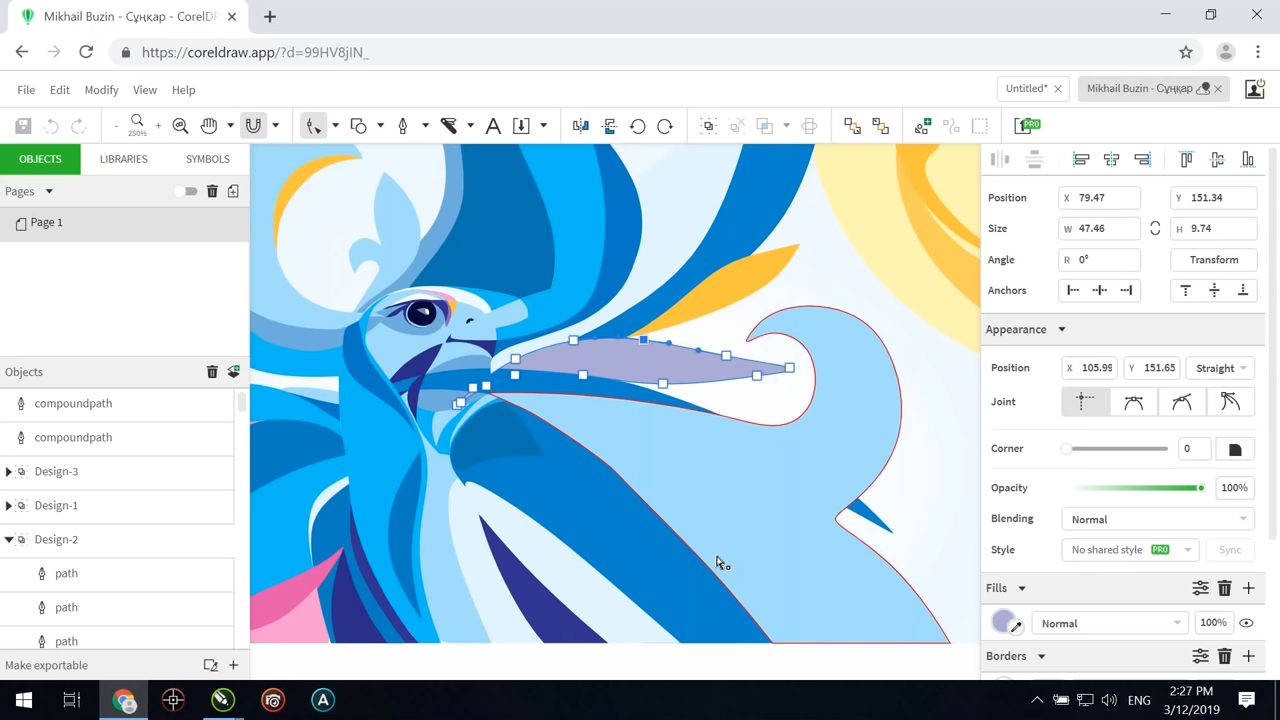 Mikhail Buzin - Сұңқар - CorelDR
https://coreldraw.app/?d=99HV8jIN_
File Edit Modify View Help
Untitled* Mikhail Buzin - Сұңқар
250%
PRO
OBJECTS LIBRARIES SYMBOLS
Pages
Page 1
Objects
compoundpath
compoundpath
Design-3
Design-1
Design-2
path
path
path
Make exportable
Position X 79.47 Y 151.34
Size W 47.46 H 9.74
Angle R 0° Transform
Anchors
Appearance
Position X 105.99 Y 151.65 Straight
Joint
Corner 0
Opacity 100%
Blending Normal
Style No shared style PRO Sync
Fills
Normal 100%
Borders
ENG
2:27 PM
3/12/2019